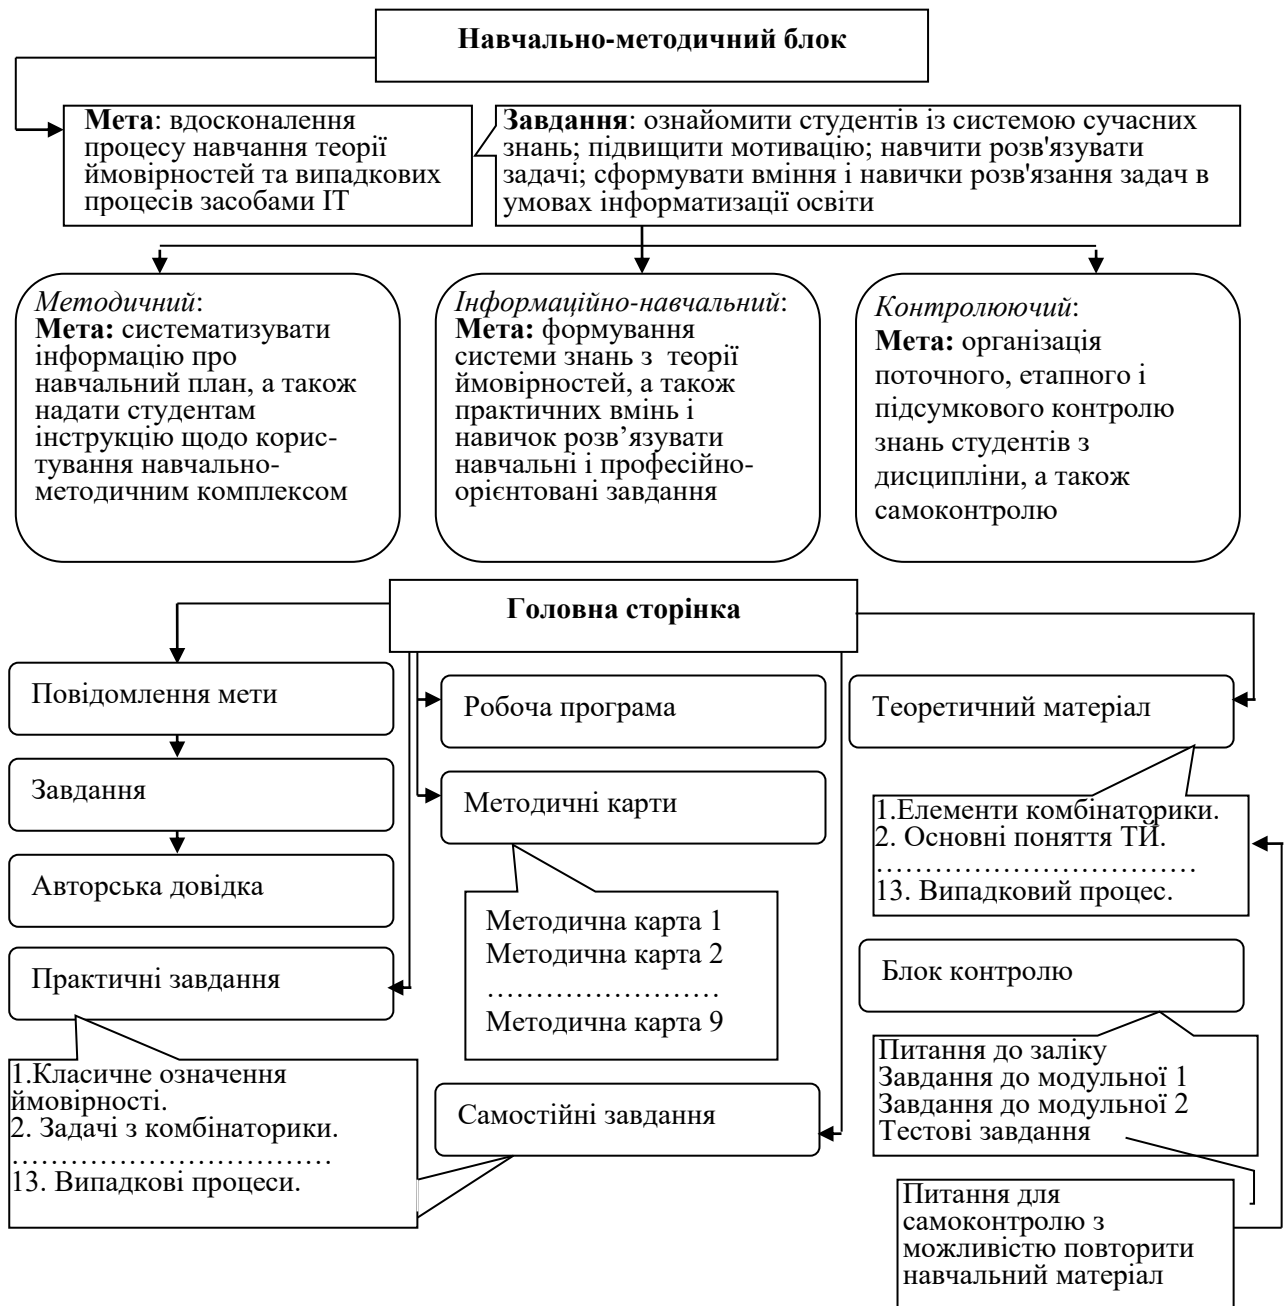 Навчально-методичний блок
Мета: вдосконалення
процесу навчання теорії
ймовірностей та випадкових
процесів засобами ІТ
Завдання: ознайомити студентів із системою сучасних
знань; підвищити мотивацію; навчити розв'язувати
задачі; сформувати вміння і навички розв'язання задач в
умовах інформатизації освіти
Методичний:
Мета: систематизувати
інформацію про
навчальний план, а також
надати студентам
інструкцію щодо корис-
тування навчально-
методичним комплексом
Інформаційно-навчальний:
Мета: формування
системи знань з теорії
ймовірностей, а також
практичних вмінь і
навичок розв’язувати
навчальні і професійно-
орієнтовані завдання
Контролюючий:
Мета: організація
поточного, етапного і
підсумкового контролю
знань студентів з
дисципліни, а також
самоконтролю
Головна сторінка
Повідомлення мети
Завдання
Авторська довідка
Практичні завдання
1.Класичне означення
ймовірності.
2. Задачі з комбінаторики.
……………………………
13. Випадкові процеси.
Робоча програма
Методичні карти
Методична карта 1
Методична карта 2
……………………
Методична карта 9
Самостійні завдання
Теоретичний матеріал
1.Елементи комбінаторики.
2. Основні поняття ТЙ.
……………………………
13. Випадковий процес.
Блок контролю
Питання до заліку
Завдання до модульної 1
Завдання до модульної 2
Тестові завдання
Питання для
самоконтролю з
можливістю повторити
навчальний матеріал